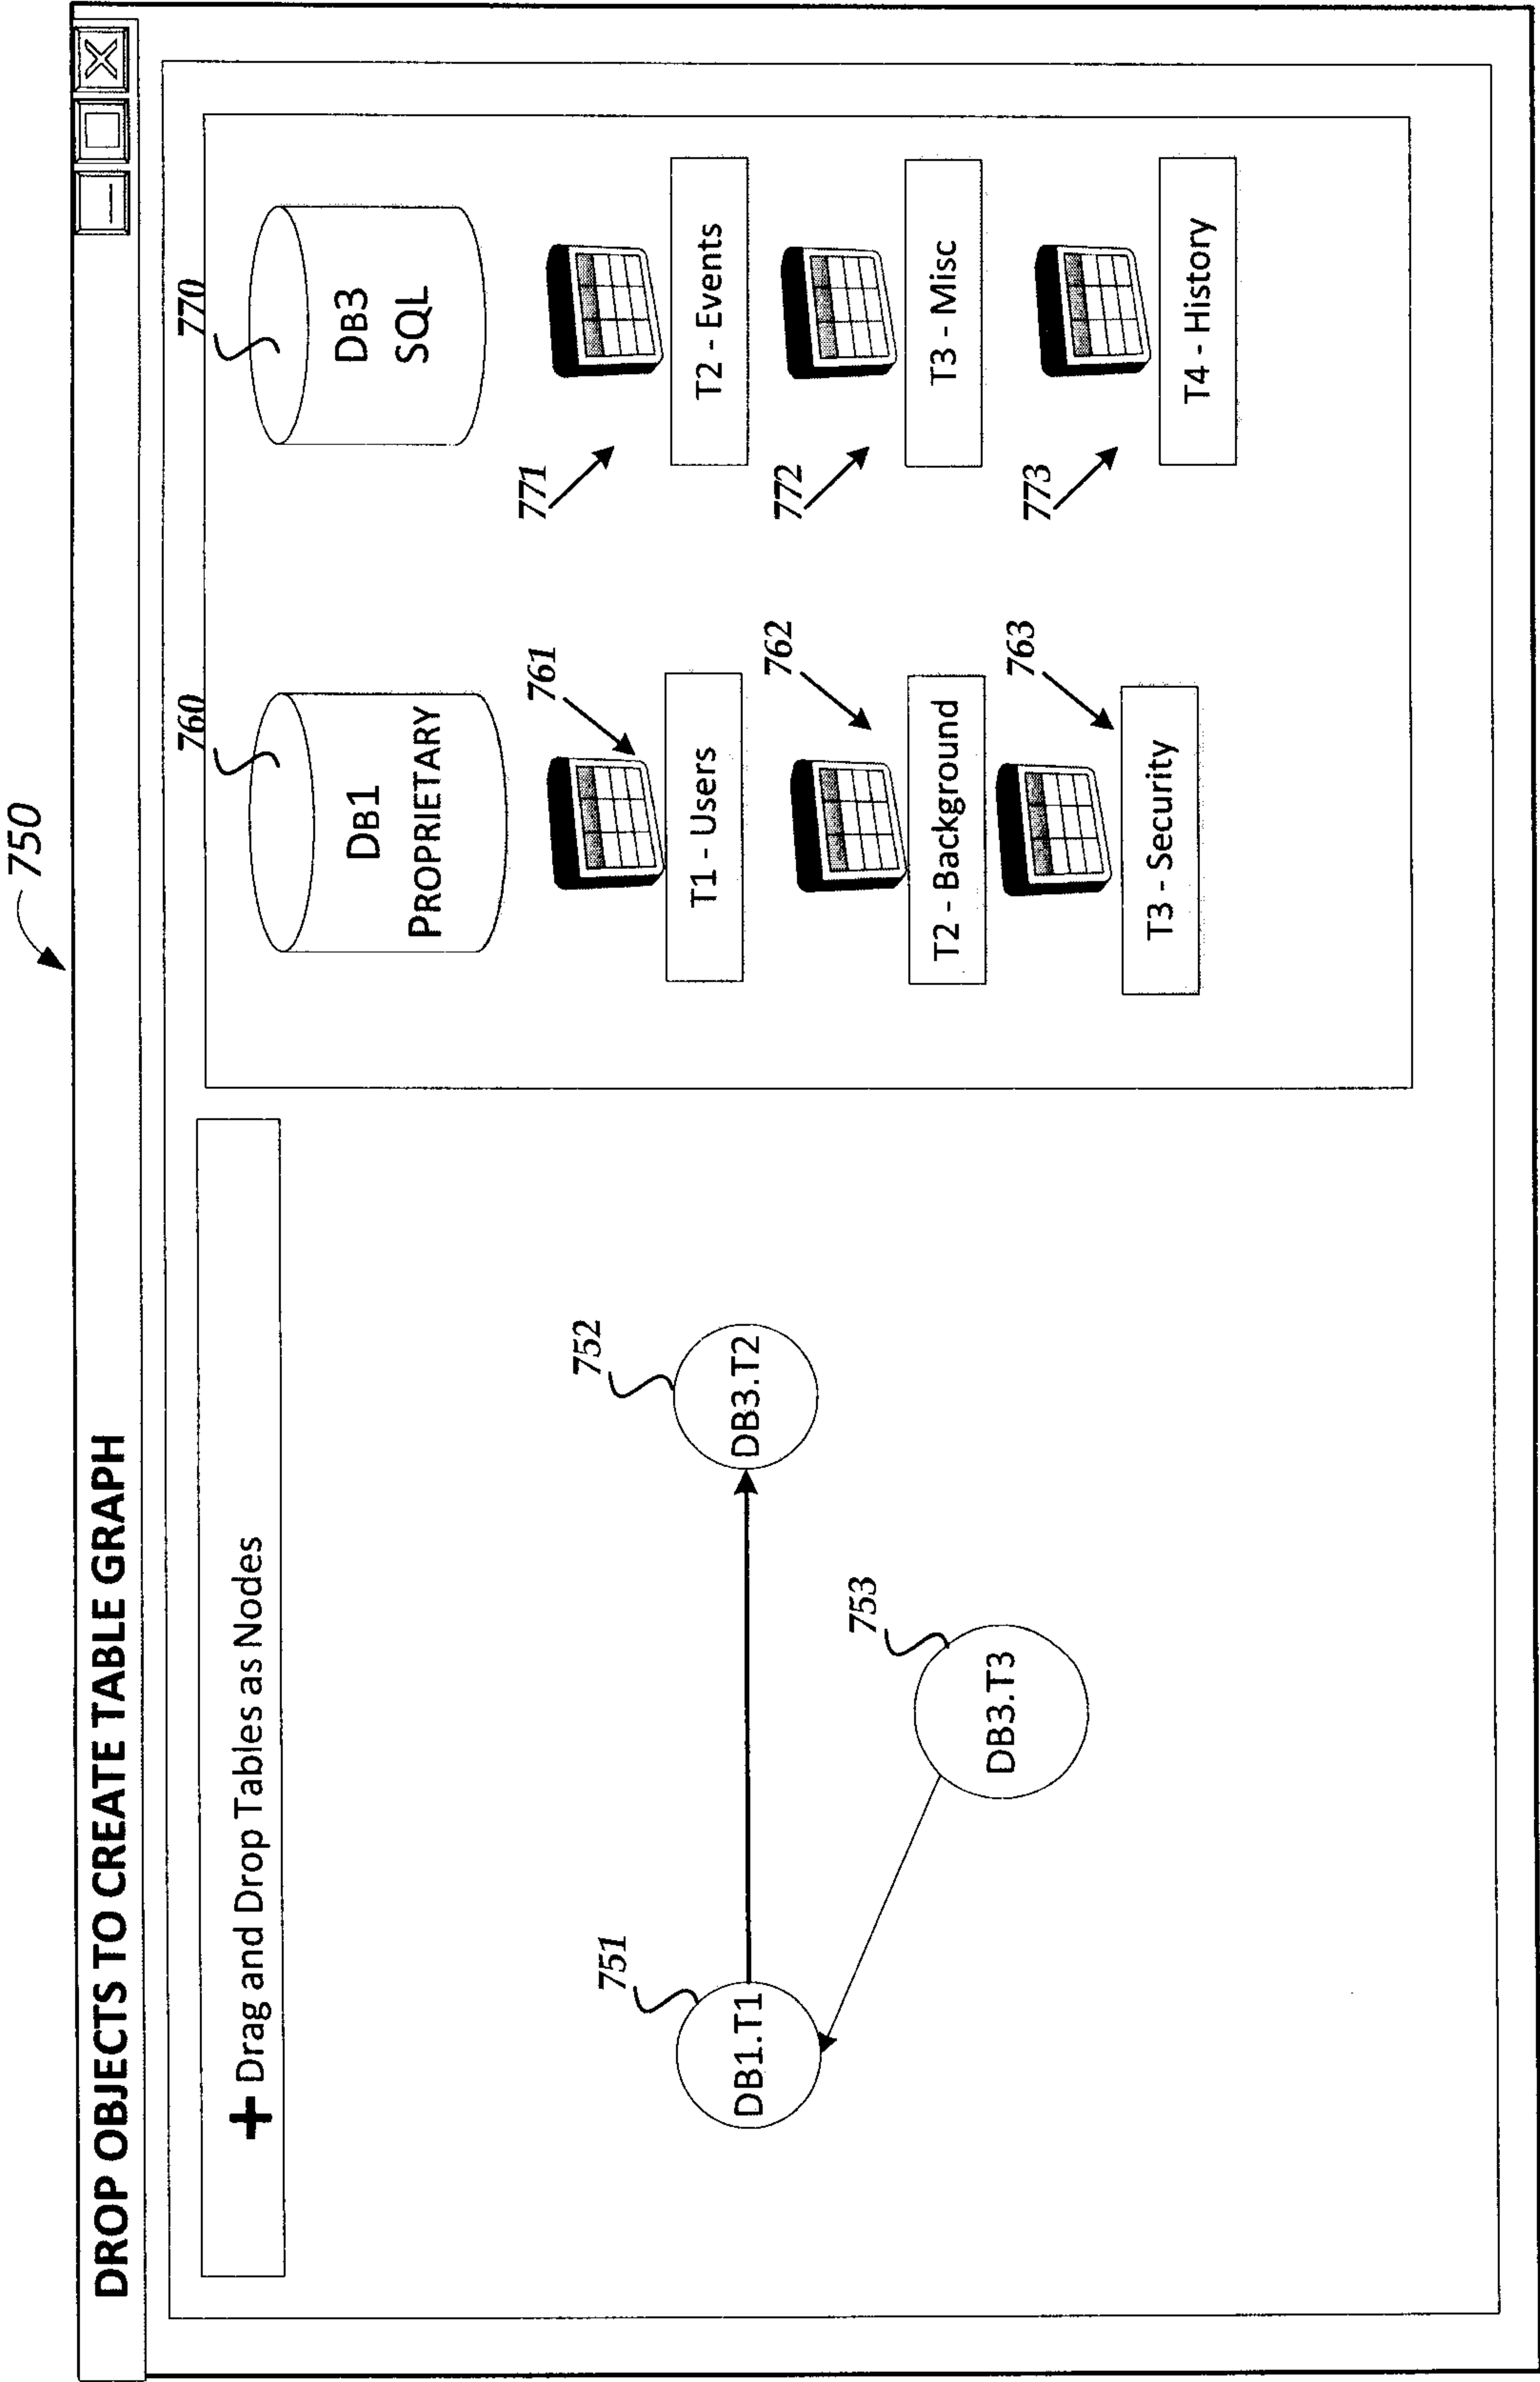 750
DROP OBJECTS TO CREATE TABLE GRAPH
+ Drag and Drop Tables as Nodes
751
DB1.T1
752
DB3.T2
753
DB3.T3
760
DB1
PROPRIETARY
761
T1 - Users
762
T2 - Background
763
T3 - Security
770
DB3
SQL
771
T2 - Events
772
T3 - Misc
773
T4 - History